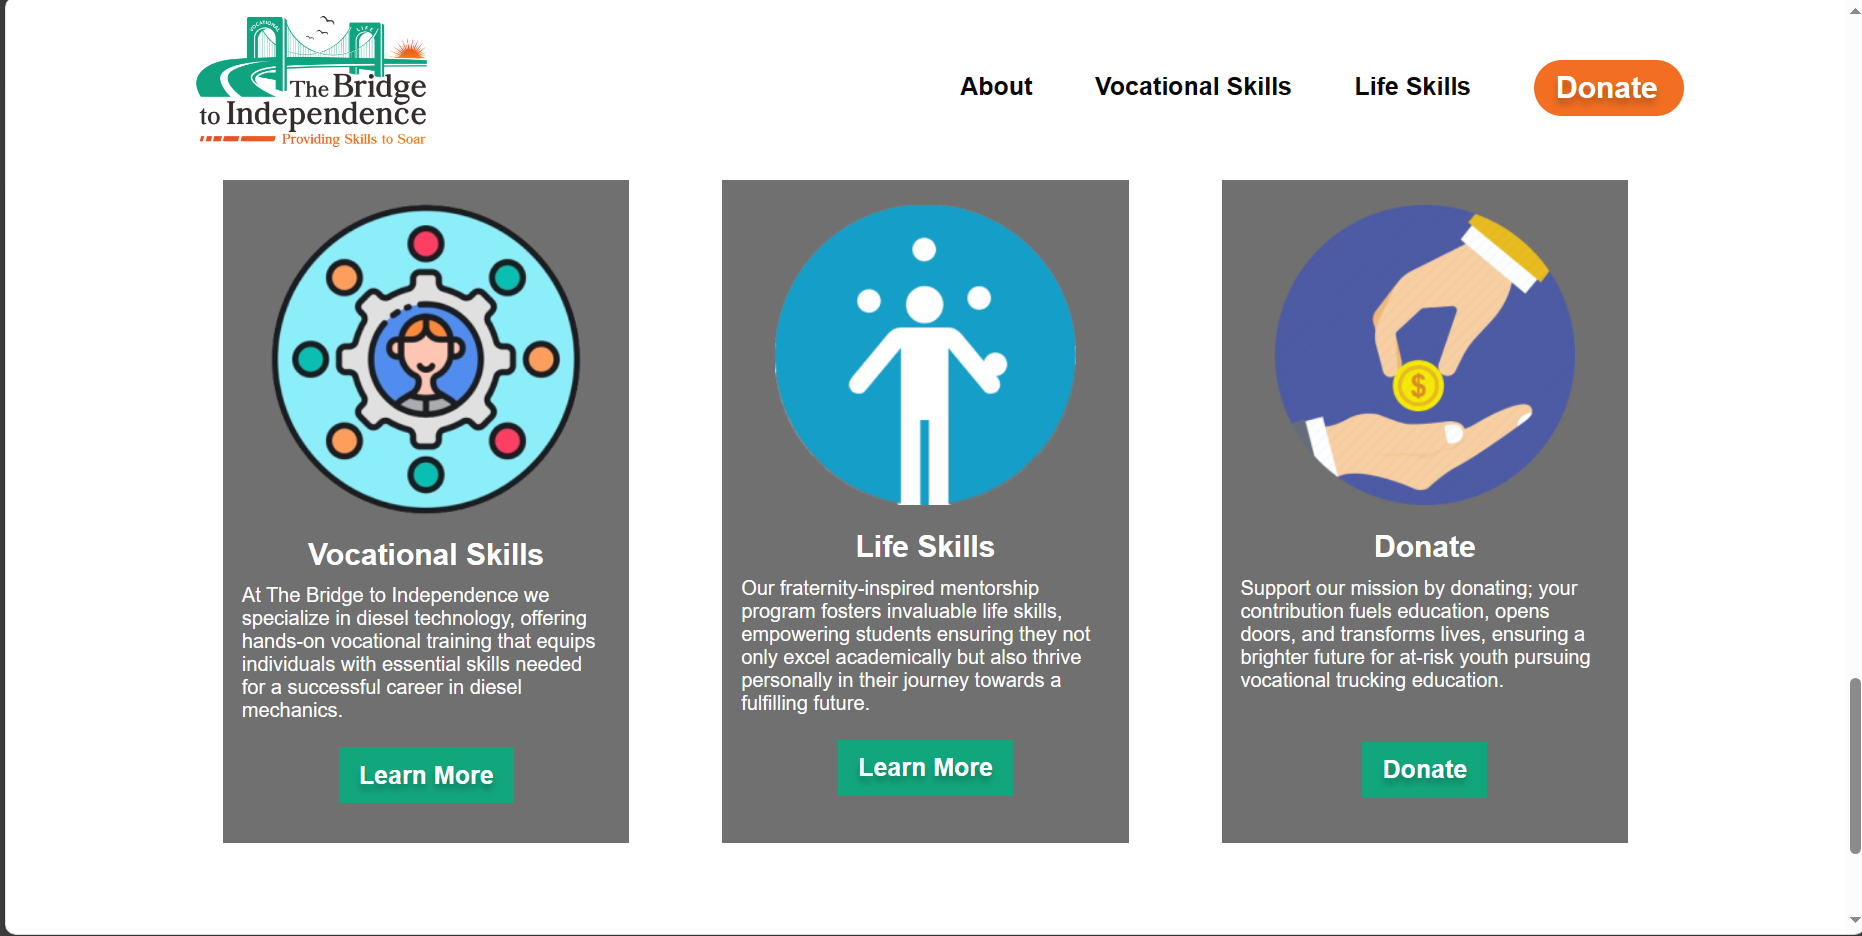 VOCATIONAL
LIFE
The Bridge
to Independence
Providing Skills to Soar
About
Vocational Skills
Life Skills
Donate
Vocational Skills
At The Bridge to Independence we
specialize in diesel technology, offering
hands-on vocational training that equips
individuals with essential skills needed
for a successful career in diesel
mechanics.
Learn More
Life Skills
Our fraternity-inspired mentorship
program fosters invaluable life skills,
empowering students ensuring they not
only excel academically but also thrive
personally in their journey towards a
fulfilling future.
Learn More
$
Donate
Support our mission by donating; your
contribution fuels education, opens
doors, and transforms lives, ensuring a
brighter future for at-risk youth pursuing
vocational trucking education.
Donate